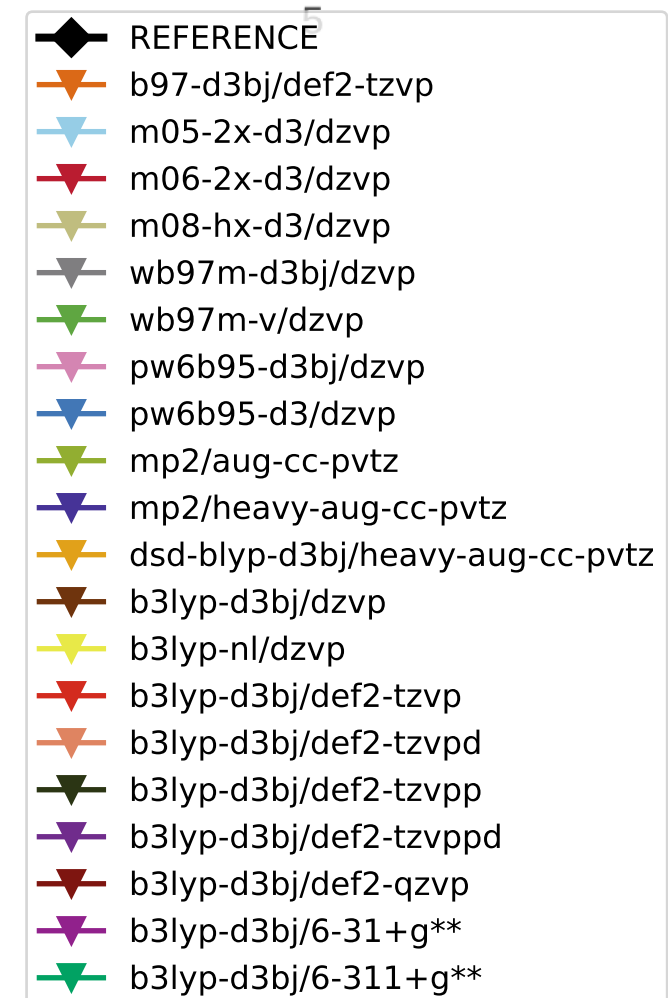 5
REFERENCE
b97-d3bj/def2-tzvp
m05-2x-d3/dzvp
m06-2x-d3/dzvp
m08-hx-d3/dzvp
wb97m-d3bj/dzvp
wb97m-v/dzvp
pw6b95-d3bj/dzvp
pw6b95-d3/dzvp
mp2/aug-cc-pvtz
mp2/heavy-aug-cc-pvtz
dsd-blyp-d3bj/heavy-aug-cc-pvtz
b3lyp-d3bj/dzvp
b3lyp-nl/dzvp
b3lyp-d3bj/def2-tzvp
b3lyp-d3bj/def2-tzvpd
b3lyp-d3bj/def2-tzvpp
b3lyp-d3bj/def2-tzvppd
b3lyp-d3bj/def2-qzvp
b3lyp-d3bj/6-31+g**
b3lyp-d3bj/6-311+g**